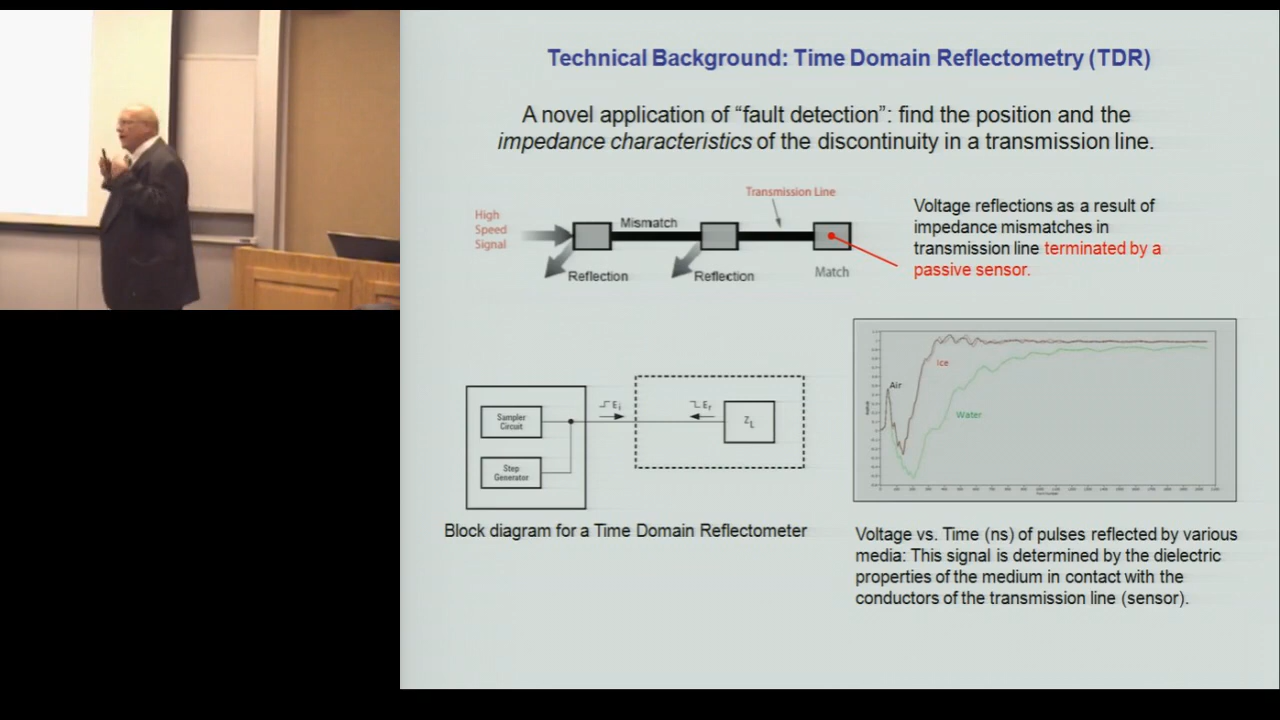 Technical Background: Time Domain Reflectometry (TDR)
A novel application of “fault detection”: find the position and the
impedance characteristics of the discontinuity in a transmission line.
High
Speed
Signal
Mismatch
Transmission Line
Reflection
Reflection
Match
Voltage reflections as a result of
impedance mismatches in
transmission line terminated by a
passive sensor.
Sampler
Circuit
Step
Generator
Ei
Er
ZL
Block diagram for a Time Domain Reflectometer
Air
Ice
Water
Voltage vs. Time (ns) of pulses reflected by various
media: This signal is determined by the dielectric
properties of the medium in contact with the
conductors of the transmission line (sensor).